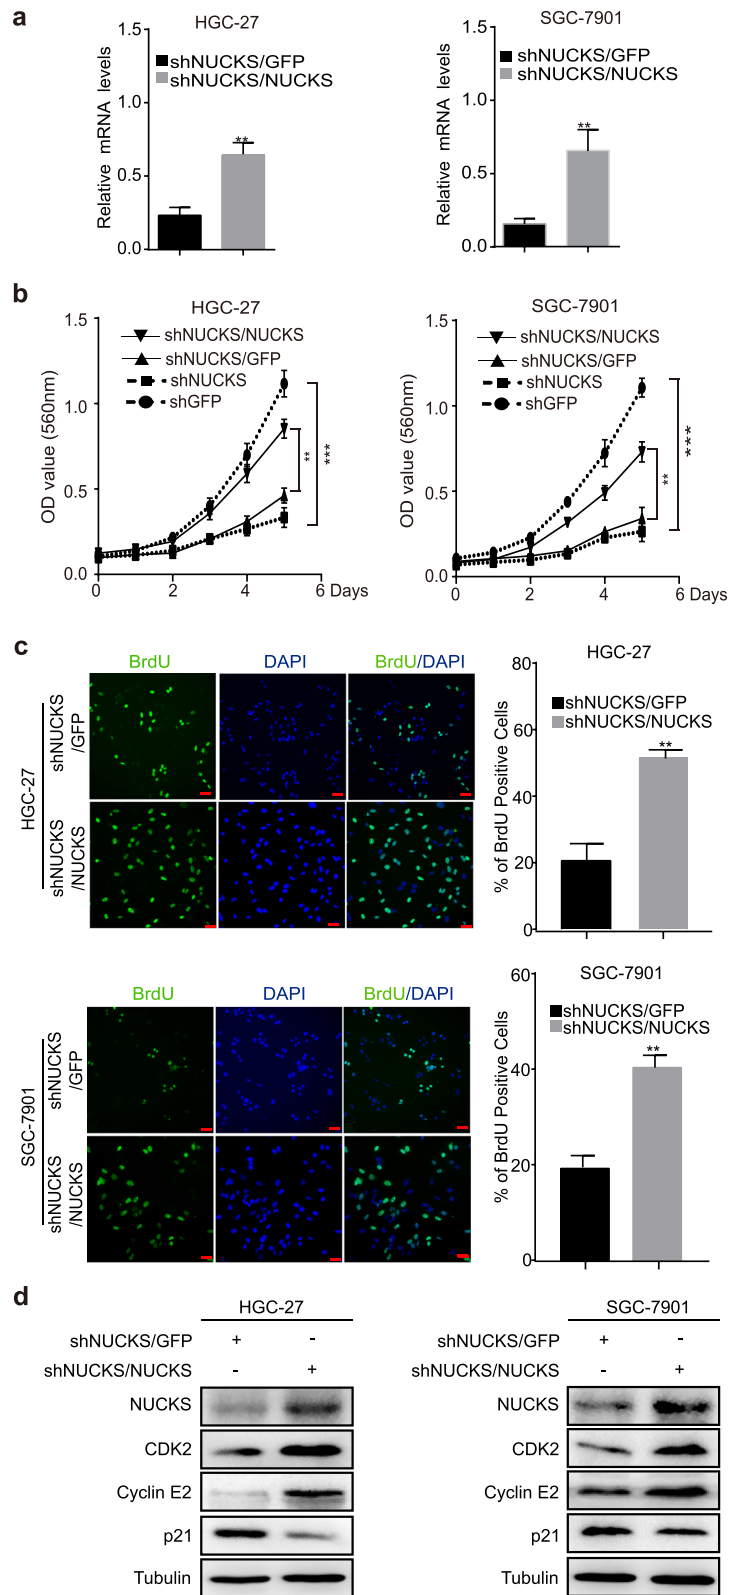 a
HGC-27
SGC-7901
Relative mRNA levels
1.5
1.0
0.5
0.0
shNUCKS/GFP
shNUCKS/NUCKS
**
Relative mRNA levels
1.5
1.0
0.5
0.0
shNUCKS/GFP
shNUCKS/NUCKS
**
b
HGC-27
OD value (560nm)
1.5
1.0
0.5
0.0
shNUCKS/NUCKS
shNUCKS/GFP
shNUCKS
shGFP
**
***
0 2 4 6 Days
SGC-7901
OD value (560nm)
1.5
1.0
0.5
0.0
shNUCKS/NUCKS
shNUCKS/GFP
shNUCKS
shGFP
**
***
0 2 4 6 Days
c
BrdU DAPI BrdU/DAPI
HGC-27
shNUCKS
/GFP
shNUCKS
/NUCKS
HGC-27
% of BrdU Positive Cells
80
60
40
20
0
shNUCKS/GFP
shNUCKS/NUCKS
**
BrdU DAPI BrdU/DAPI
SGC-7901
shNUCKS
/GFP
shNUCKS
/NUCKS
SGC-7901
% of BrdU Positive Cells
60
40
20
0
shNUCKS/GFP
shNUCKS/NUCKS
**
d
HGC-27
shNUCKS/GFP + -
shNUCKS/NUCKS - +
NUCKS
CDK2
Cyclin E2
p21
Tubulin
SGC-7901
shNUCKS/GFP + -
shNUCKS/NUCKS - +
NUCKS
CDK2
Cyclin E2
p21
Tubulin